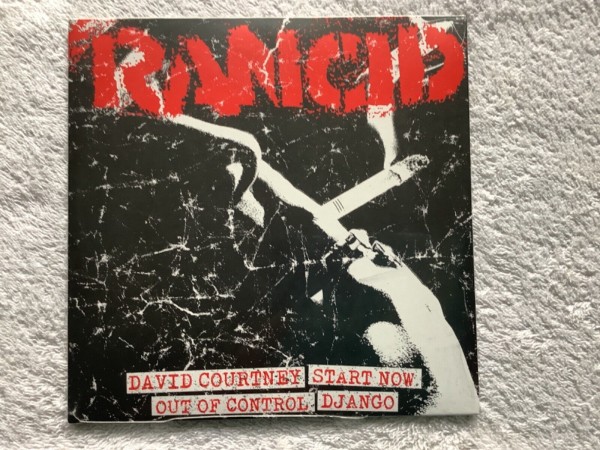 RANCID
DAVID COURTNEY START NOW.
OUT OF CONTROL DJANGO